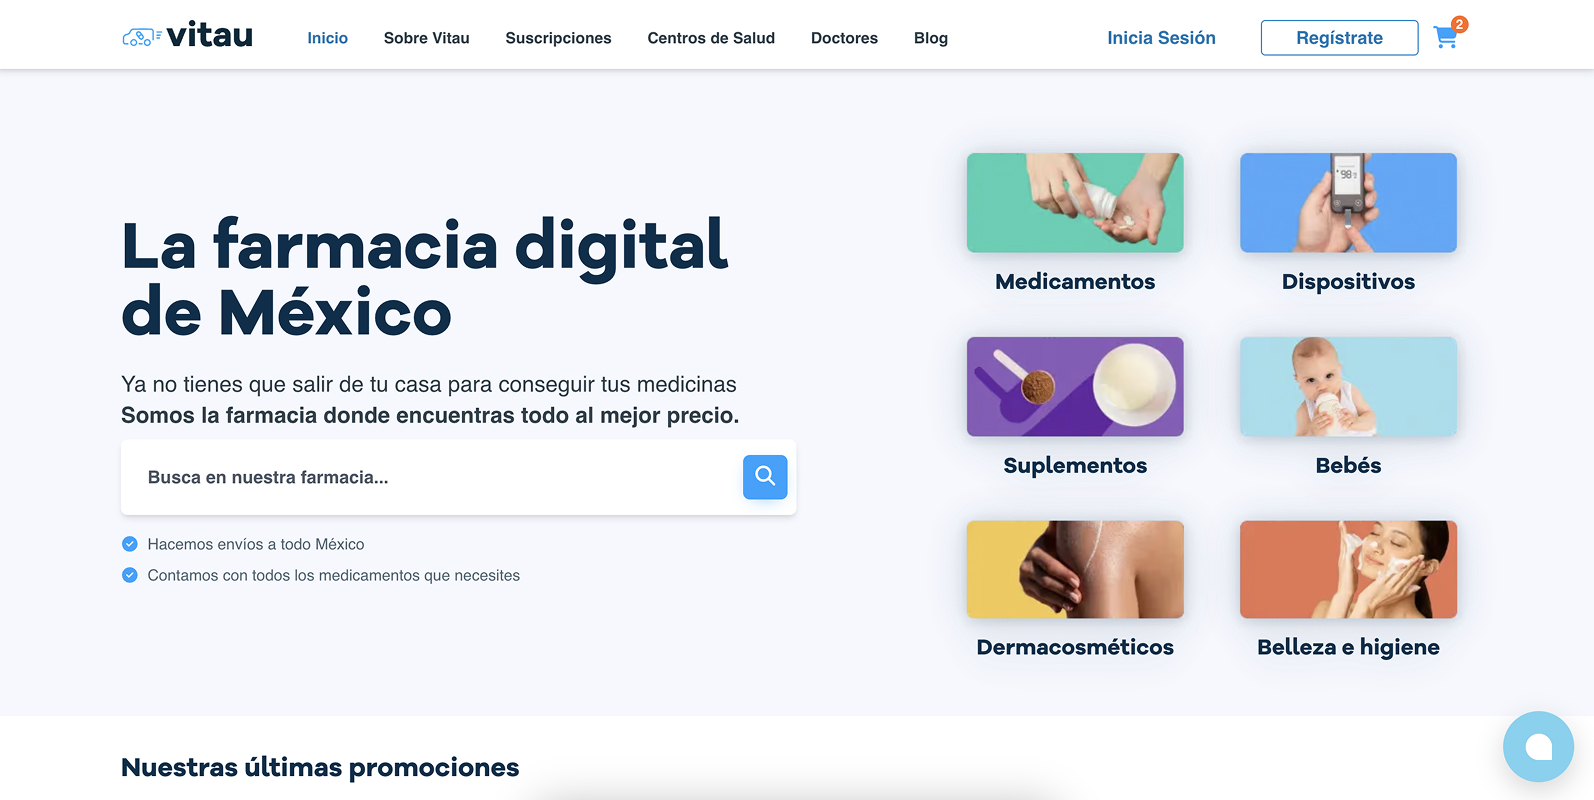 vitau
Inicio
Sobre Vitau
Suscripciones
Centros de Salud
Doctores
Blog
Inicia Sesión
Regístrate
2
La farmacia digital
de México
Ya no tienes que salir de tu casa para conseguir tus medicinas
Somos la farmacia donde encuentras todo al mejor precio.
Busca en nuestra farmacia...
Hacemos envíos a todo México
Contamos con todos los medicamentos que necesites
98
Medicamentos
Dispositivos
Suplementos
Bebés
Dermacosméticos
Belleza e higiene
Nuestras últimas promociones